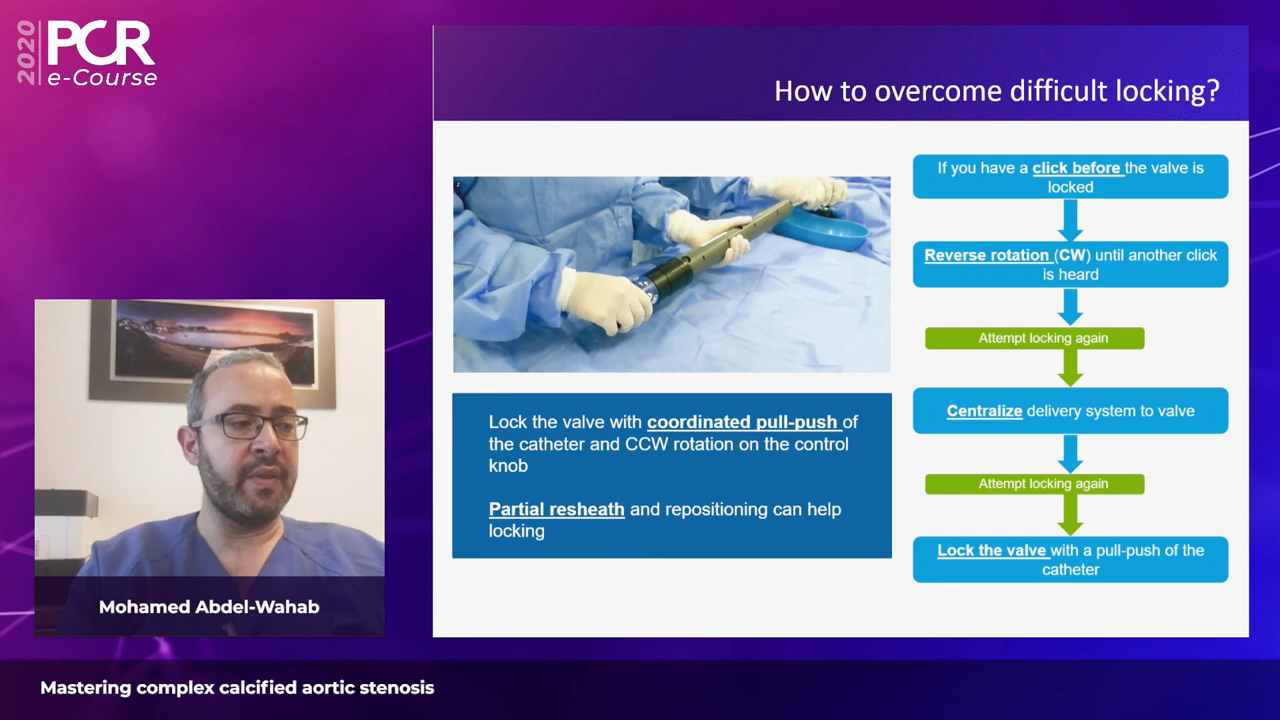 2020
PCR
e-Course
How to overcome difficult locking?
If you have a click before the valve is
locked
Reverse rotation (CW) until another click
is heard
Attempt locking again
Centralize delivery system to valve
Attempt locking again
Lock the valve with a pull-push of the
catheter
Lock the valve with coordinated pull-push of
the catheter and CCW rotation on the control
knob
Partial resheath and repositioning can help
locking
Mohamed Abdel-Wahab
Mastering complex calcified aortic stenosis